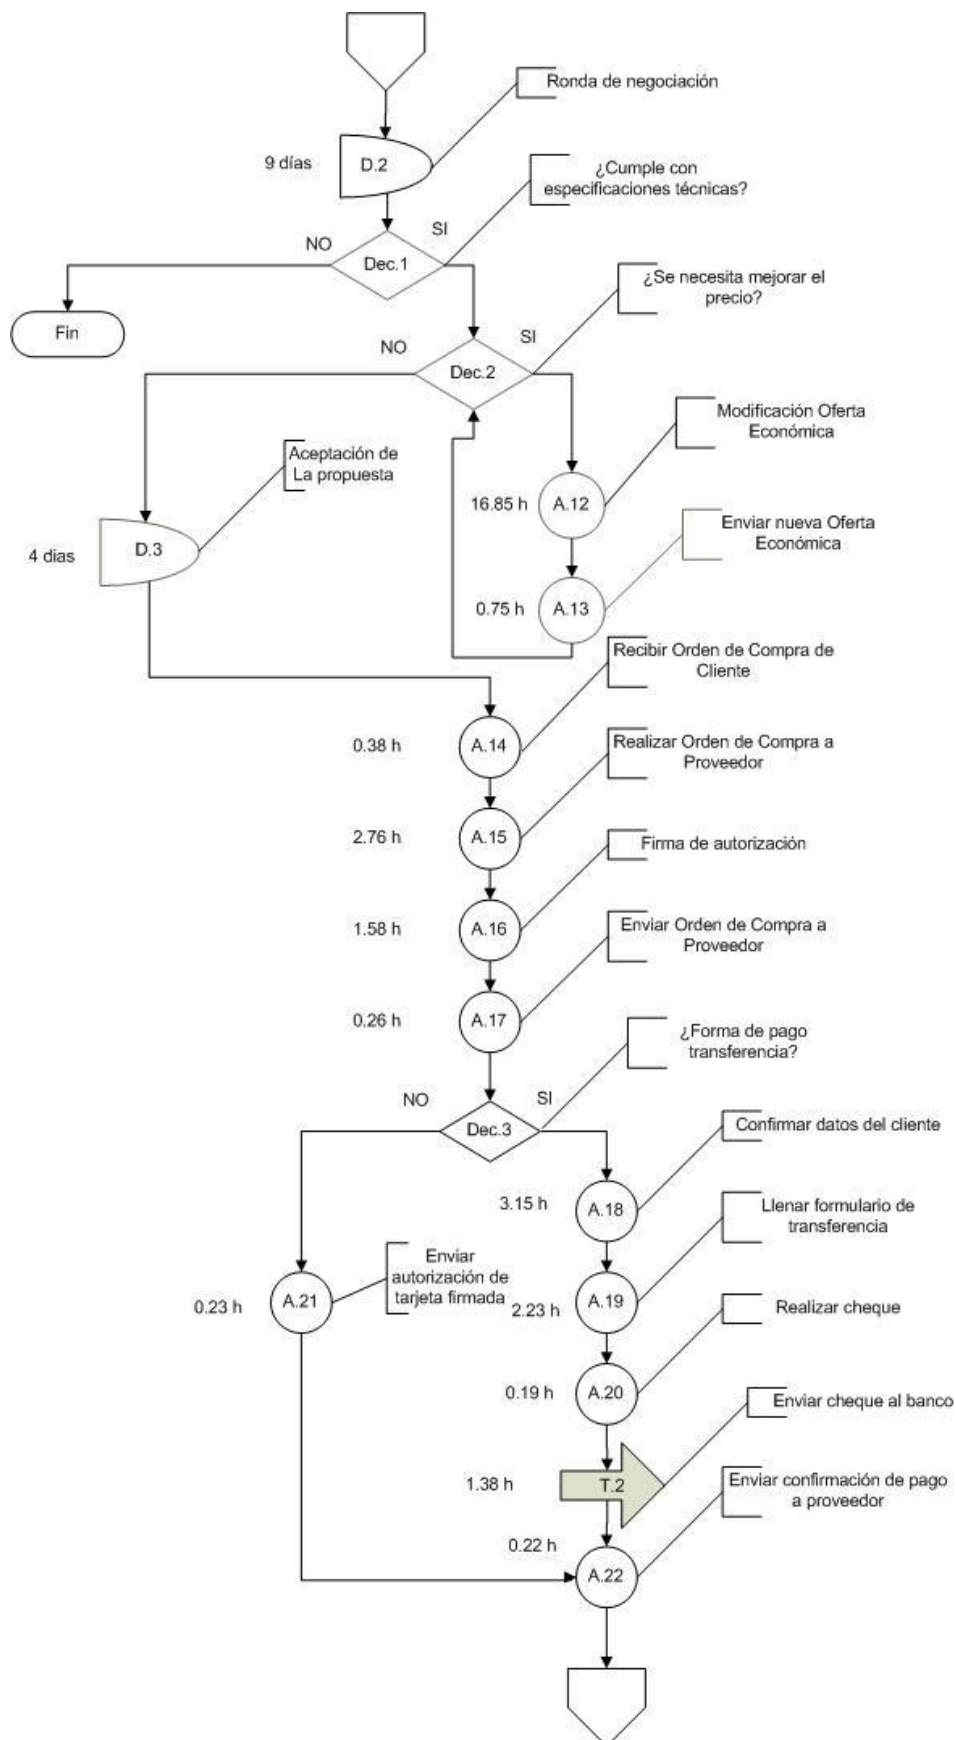 Ronda de negociación
9 días
D.2
¿Cumple con
especificaciones técnicas?
NO
SI
Dec.1
Fin
¿Se necesita mejorar el
precio?
NO
SI
Dec.2
Modificación Oferta
Económica
Aceptación de
La propuesta
16.85 h
A.12
Enviar nueva Oferta
Económica
4 dias
D.3
0.75 h
A.13
Recibir Orden de Compra de
Cliente
0.38 h
A.14
Realizar Orden de Compra a
Proveedor
2.76 h
A.15
Firma de autorización
1.58 h
A.16
Enviar Orden de Compra a
Proveedor
0.26 h
A.17
¿Forma de pago
transferencia?
NO
SI
Dec.3
Confirmar datos del cliente
3.15 h
A.18
Llenar formulario de
transferencia
Enviar
autorización de
tarjeta firmada
0.23 h
A.21
2.23 h
A.19
Realizar cheque
0.19 h
A.20
Enviar cheque al banco
1.38 h
T.2
Enviar confirmación de pago
a proveedor
0.22 h
A.22